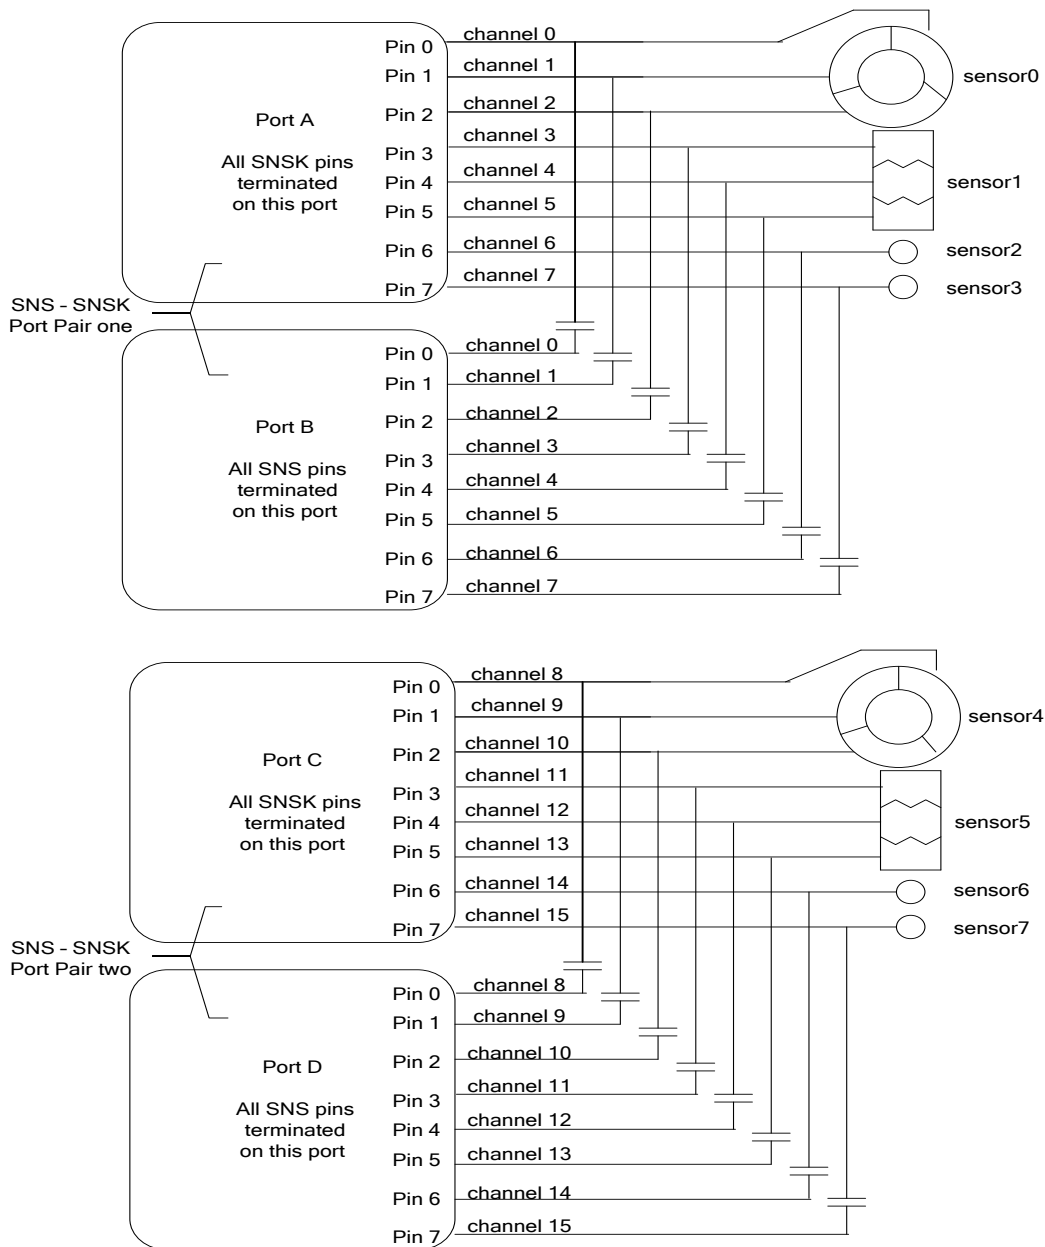 channel 0
Pin 0
channel 1
Pin 1
sensor0
channel 2
Pin 2
Port A
channel 3
Pin 3
All SNSK pins
terminated
on this port
channel 4
Pin 4
sensor1
channel 5
Pin 5
channel 6
Pin 6
sensor2
channel 7
Pin 7
sensor3
SNS - SNSK
Port Pair one
channel 0
Pin 0
channel 1
Pin 1
channel 2
Pin 2
Port B
channel 3
Pin 3
All SNS pins
terminated
on this port
channel 4
Pin 4
channel 5
Pin 5
channel 6
Pin 6
channel 7
Pin 7
channel 8
Pin 0
channel 9
Pin 1
sensor4
channel 10
Pin 2
Port C
channel 11
Pin 3
All SNSK pins
terminated
on this port
channel 12
Pin 4
sensor5
channel 13
Pin 5
channel 14
Pin 6
sensor6
channel 15
Pin 7
sensor7
SNS - SNSK
Port Pair two
channel 8
Pin 0
channel 9
Pin 1
channel 10
Pin 2
Port D
channel 11
Pin 3
All SNS pins
terminated
on this port
channel 12
Pin 4
channel 13
Pin 5
channel 14
Pin 6
channel 15
Pin 7